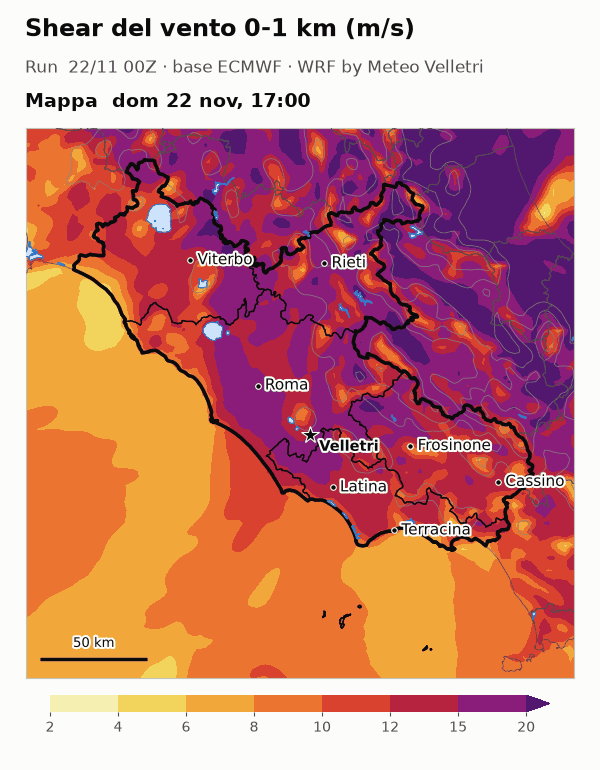 Shear del vento 0-1 km (m/s)
Run  22/11 00Z · base ECMWF · WRF by Meteo Velletri
Mappa  dom 22 nov, 17:00
Viterbo
Rieti
Roma
Velletri
Frosinone
Latina
Cassino
Terracina
50 km
2 4 6 8 10 12 15 20